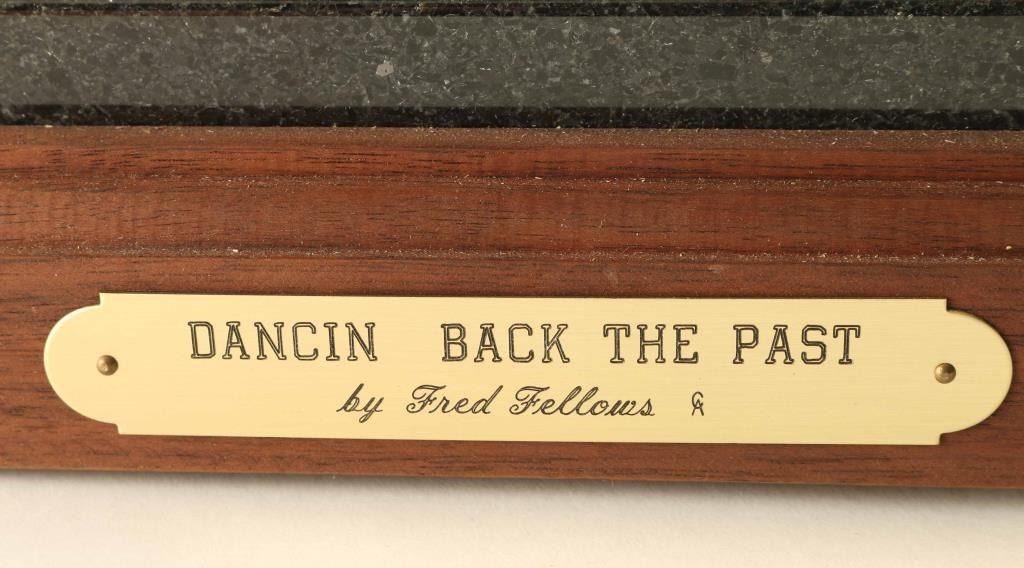 DANCIN BACK THE PAST
by Fred Fellows CA